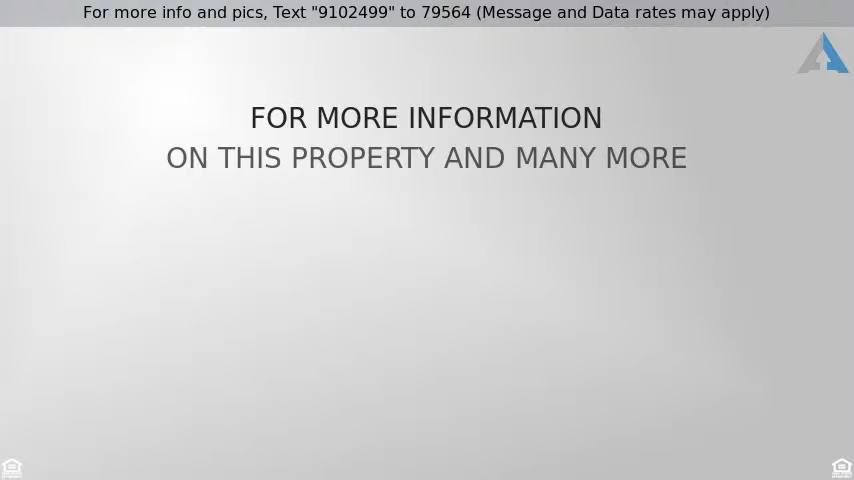 For more info and pics, Text "9102499" to 79564 (Message and Data rates may apply)
FOR MORE INFORMATION
ON THIS PROPERTY AND MANY MORE